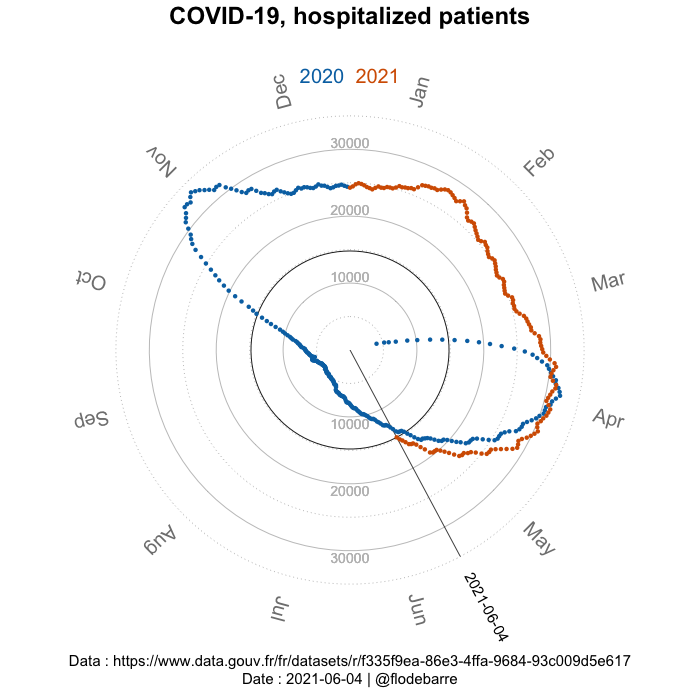 COVID-19, hospitalized patients
2020 2021
Dec
Jan
Nov
Feb
30000
20000
Oct
Mar
10000
Sep
Apr
10000
20000
Aug
May
30000
Jul
Jun
2021-06-04
Data : https://www.data.gouv.fr/fr/datasets/r/f335f9ea-86e3-4ffa-9684-93c009d5e617
Date : 2021-06-04 | @flodebarre